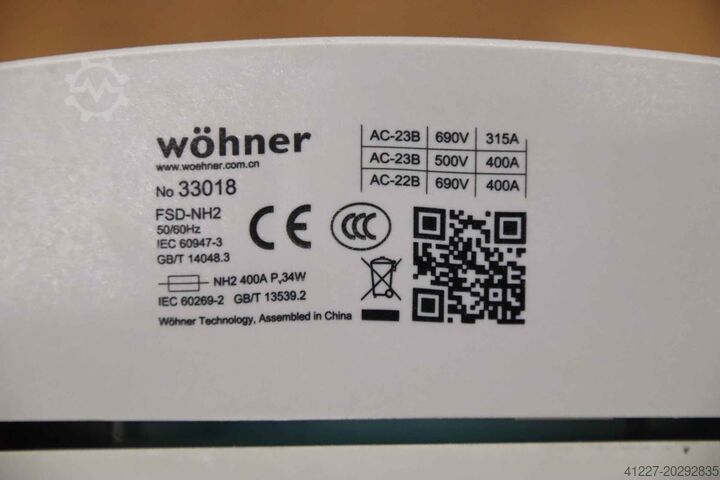 wöhner
www.woehner.com.cn
No 33018
FSD-NH2
50/60Hz
IEC 60947-3
GB/T 14048.3
NH2 400A P,34W
IEC 60269-2 GB/T 13539.2
Wöhner Technology, Assembled in China
AC-23B 690V 315A
AC-23B 500V 400A
AC-22B 690V 400A
CE
CCC
41227-20292835